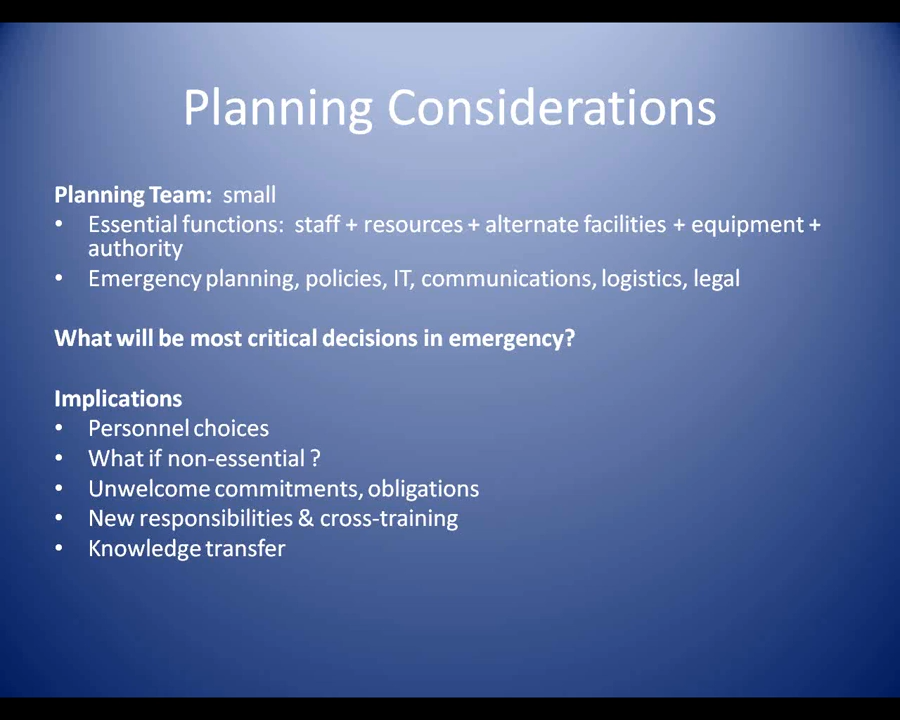 Planning Considerations
Planning Team: small
• Essential functions: staff + resources + alternate facilities + equipment +
authority
• Emergency planning, policies, IT, communications, logistics, legal
What will be most critical decisions in emergency?
Implications
• Personnel choices
• What if non-essential ?
• Unwelcome commitments, obligations
• New responsibilities & cross-training
• Knowledge transfer